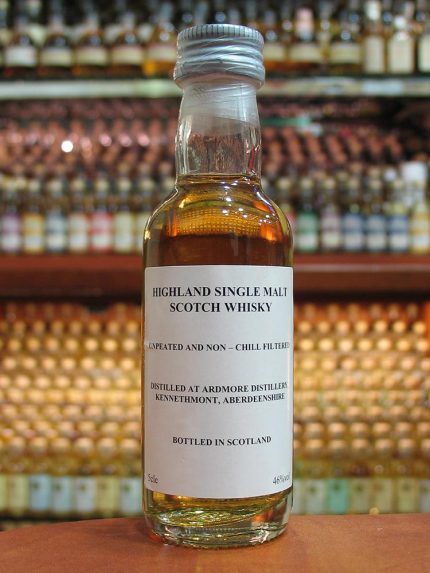 HIGHLAND SINGLE MALT
SCOTCH WHISKY
UNPEATED AND NON – CHILL FILTERED
DISTILLED AT ARDMORE DISTILLERY
KENNETHMONT, ABERDEENSHIRE
BOTTLED IN SCOTLAND
5cle 46%vol